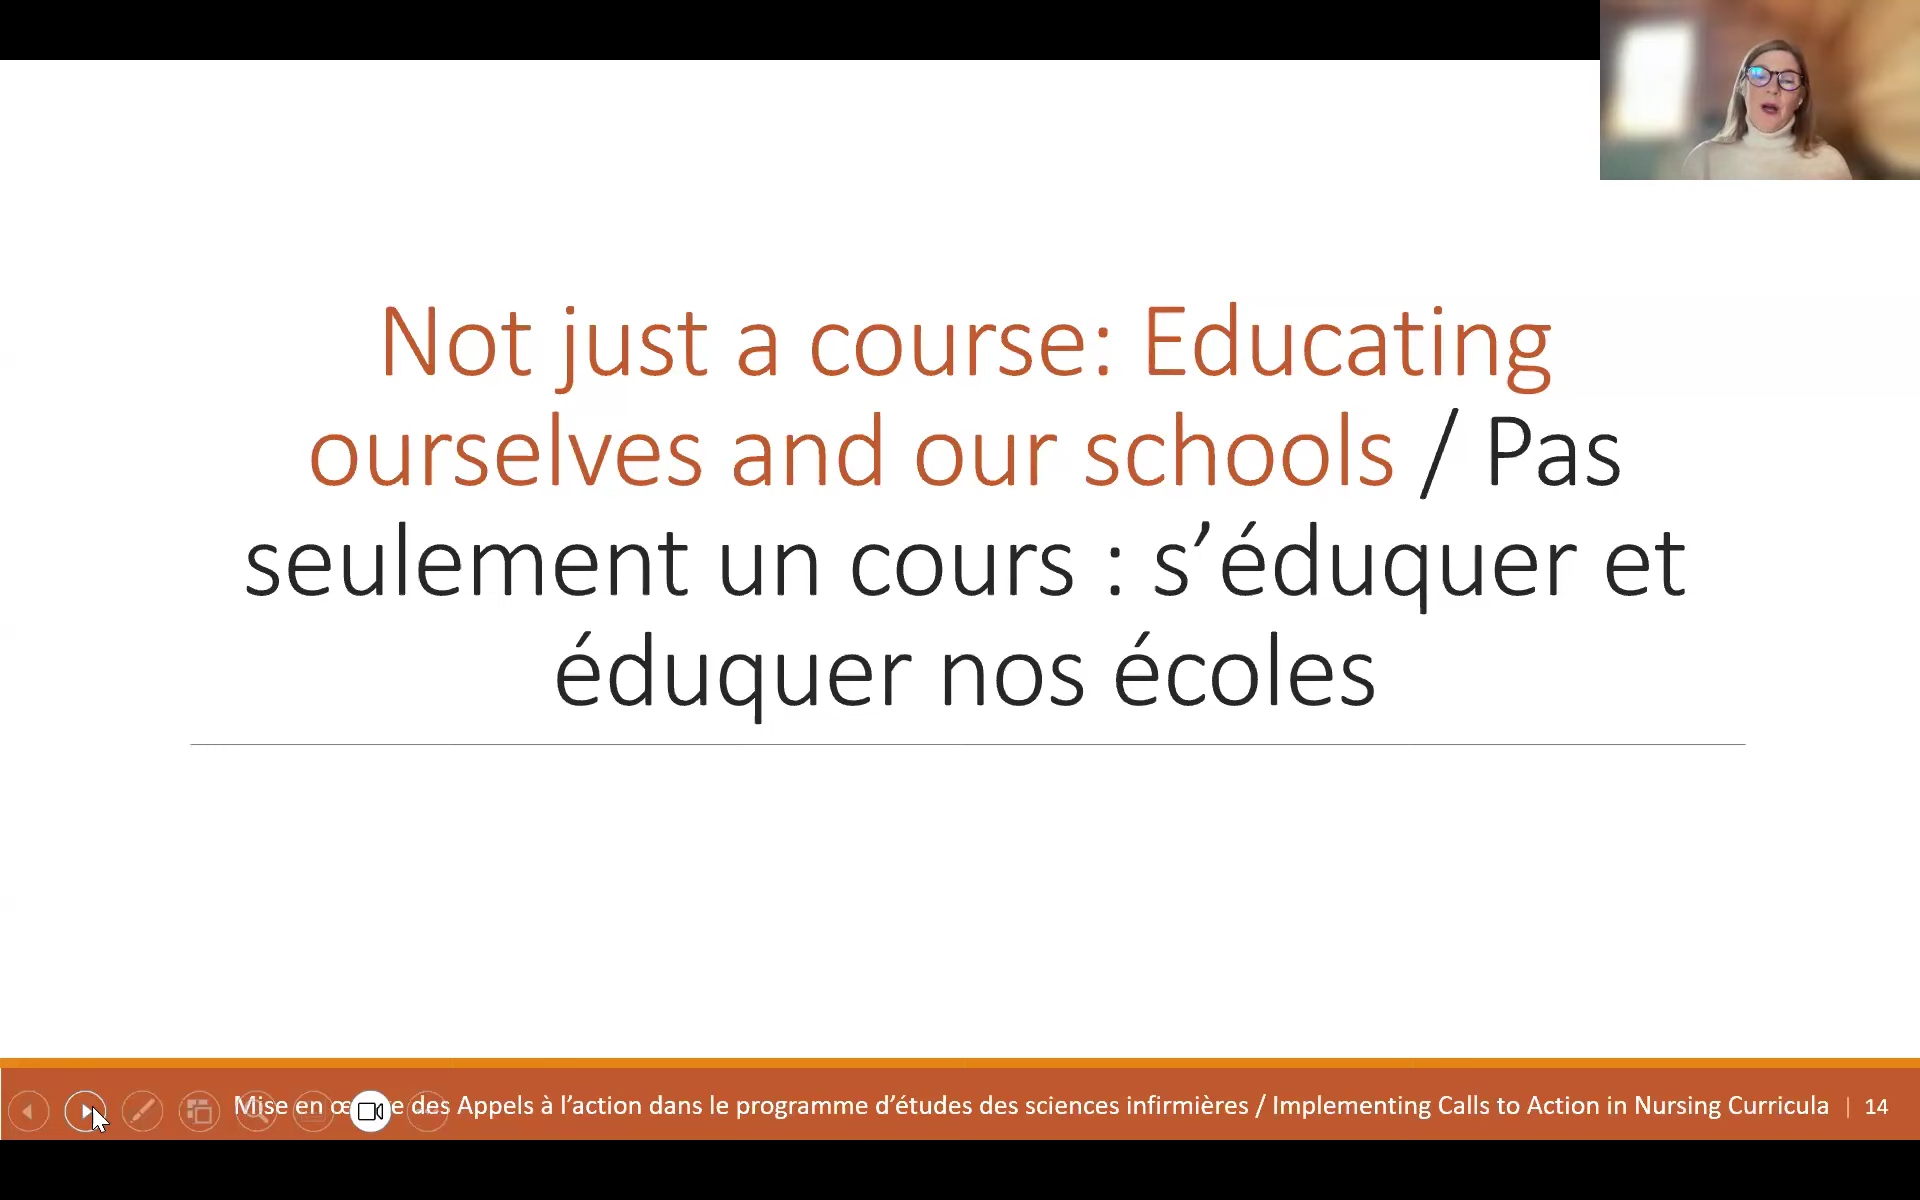 Not just a course: Educating
ourselves and our schools / Pas
seulement un cours : s’éduquer et
éduquer nos écoles
Mise en œuvre des Appels à l’action dans le programme d’études des sciences infirmières / Implementing Calls to Action in Nursing Curricula | 14